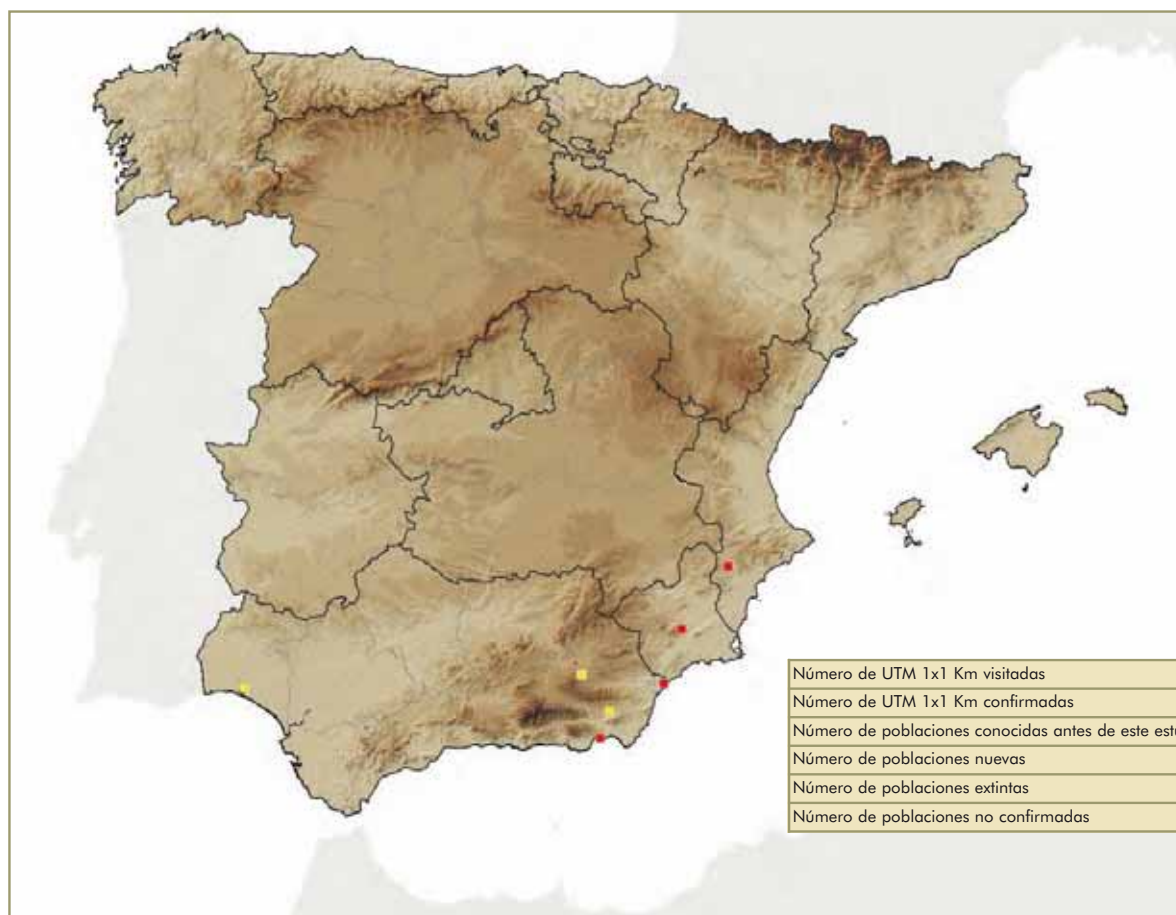 Número de UTM 1x1 Km visitadas
Número de UTM 1x1 Km confirmadas
Número de poblaciones conocidas antes de este est
Número de poblaciones nuevas
Número de poblaciones extintas
Número de poblaciones no confirmadas